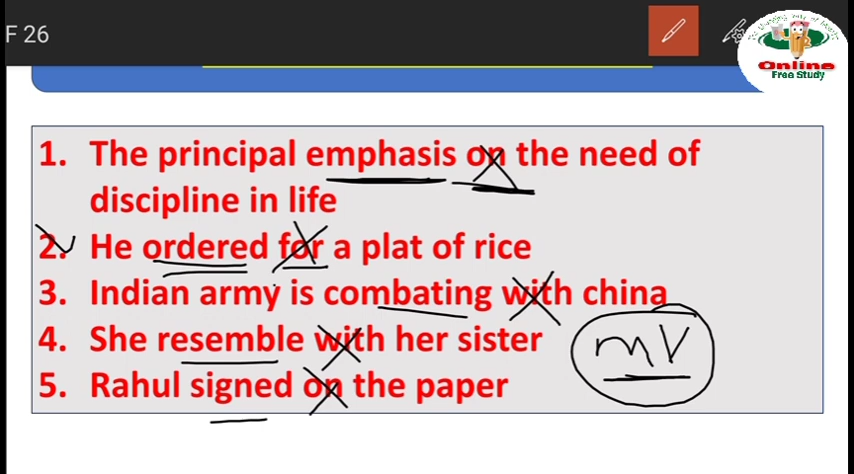 F 26
Online
Free Study
1. The principal emphasis on the need of
discipline in life
2. He ordered for a plat of rice
3. Indian army is combating with china
4. She resemble with her sister
5. Rahul signed on the paper
MV